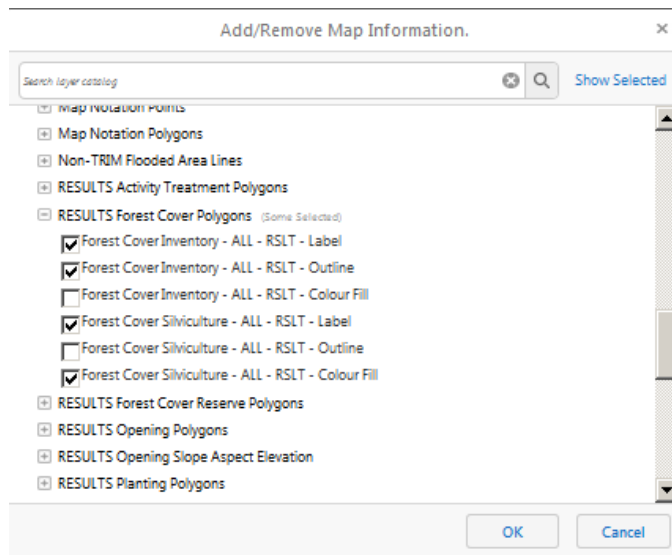 Add/Remove Map Information.
Search layer catalog
Show Selected
Map Notation Points
Map Notation Polygons
Non-TRIM Flooded Area Lines
RESULTS Activity Treatment Polygons
RESULTS Forest Cover Polygons (Some Selected)
Forest Cover Inventory - ALL - RSLT - Label
Forest Cover Inventory - ALL - RSLT - Outline
Forest Cover Inventory - ALL - RSLT - Colour Fill
Forest Cover Silviculture - ALL - RSLT - Label
Forest Cover Silviculture - ALL - RSLT - Outline
Forest Cover Silviculture - ALL - RSLT - Colour Fill
RESULTS Forest Cover Reserve Polygons
RESULTS Opening Polygons
RESULTS Opening Slope Aspect Elevation
RESULTS Planting Polygons
OK Cancel